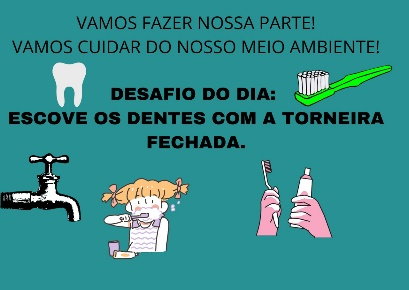 VAMOS FAZER NOSSA PARTE!
VAMOS CUIDAR DO NOSSO MEIO AMBIENTE!
DESAFIO DO DIA:
ESCOVE OS DENTES COM A TORNEIRA
FECHADA.